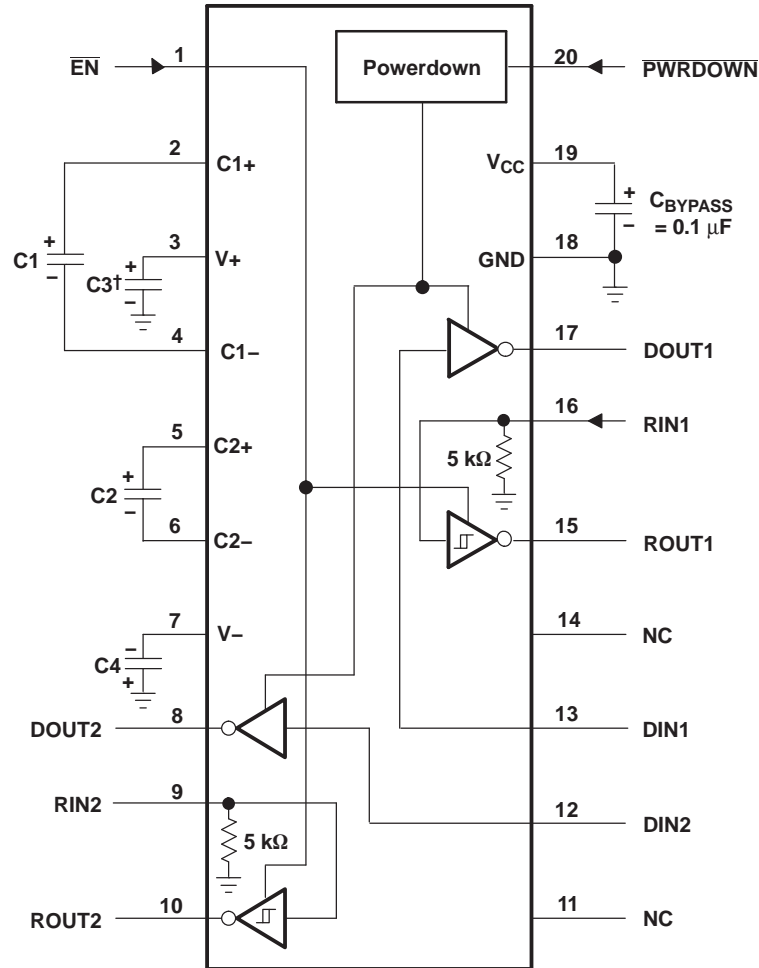 EN
1
Powerdown
20
PWRDOWN
2
C1+
VCC
19
+
CBYPASS
= 0.1 μF
−
C1
+
−
3
V+
C3†
+
−
GND
18
4
C1−
17
DOUT1
16
RIN1
5
C2+
5 kΩ
C2
+
−
6
C2−
15
ROUT1
7
V−
14
NC
C4
−
+
DOUT2
8
13
DIN1
RIN2
9
12
DIN2
5 kΩ
ROUT2
10
11
NC